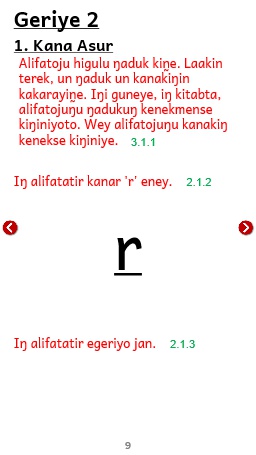 Geriye 2
1. Kana Asur
Alifatoju higulu ŋaduk kiṉe. Laakin
terek, un ŋaduk un kanakiŋin
kakarayiṉe. Iŋi guneye, iŋ kitabta,
alifatojuŋu ŋadukuŋ kenekmense
kiŋiniyoto. Wey alifatojuŋu kanakiŋ
kenekse kiŋiniye. 3.1.1
Iŋ alifatatir kanar 'r' eney. 2.1.2
r
Iŋ alifatatir egeriyo jan. 2.1.3
9